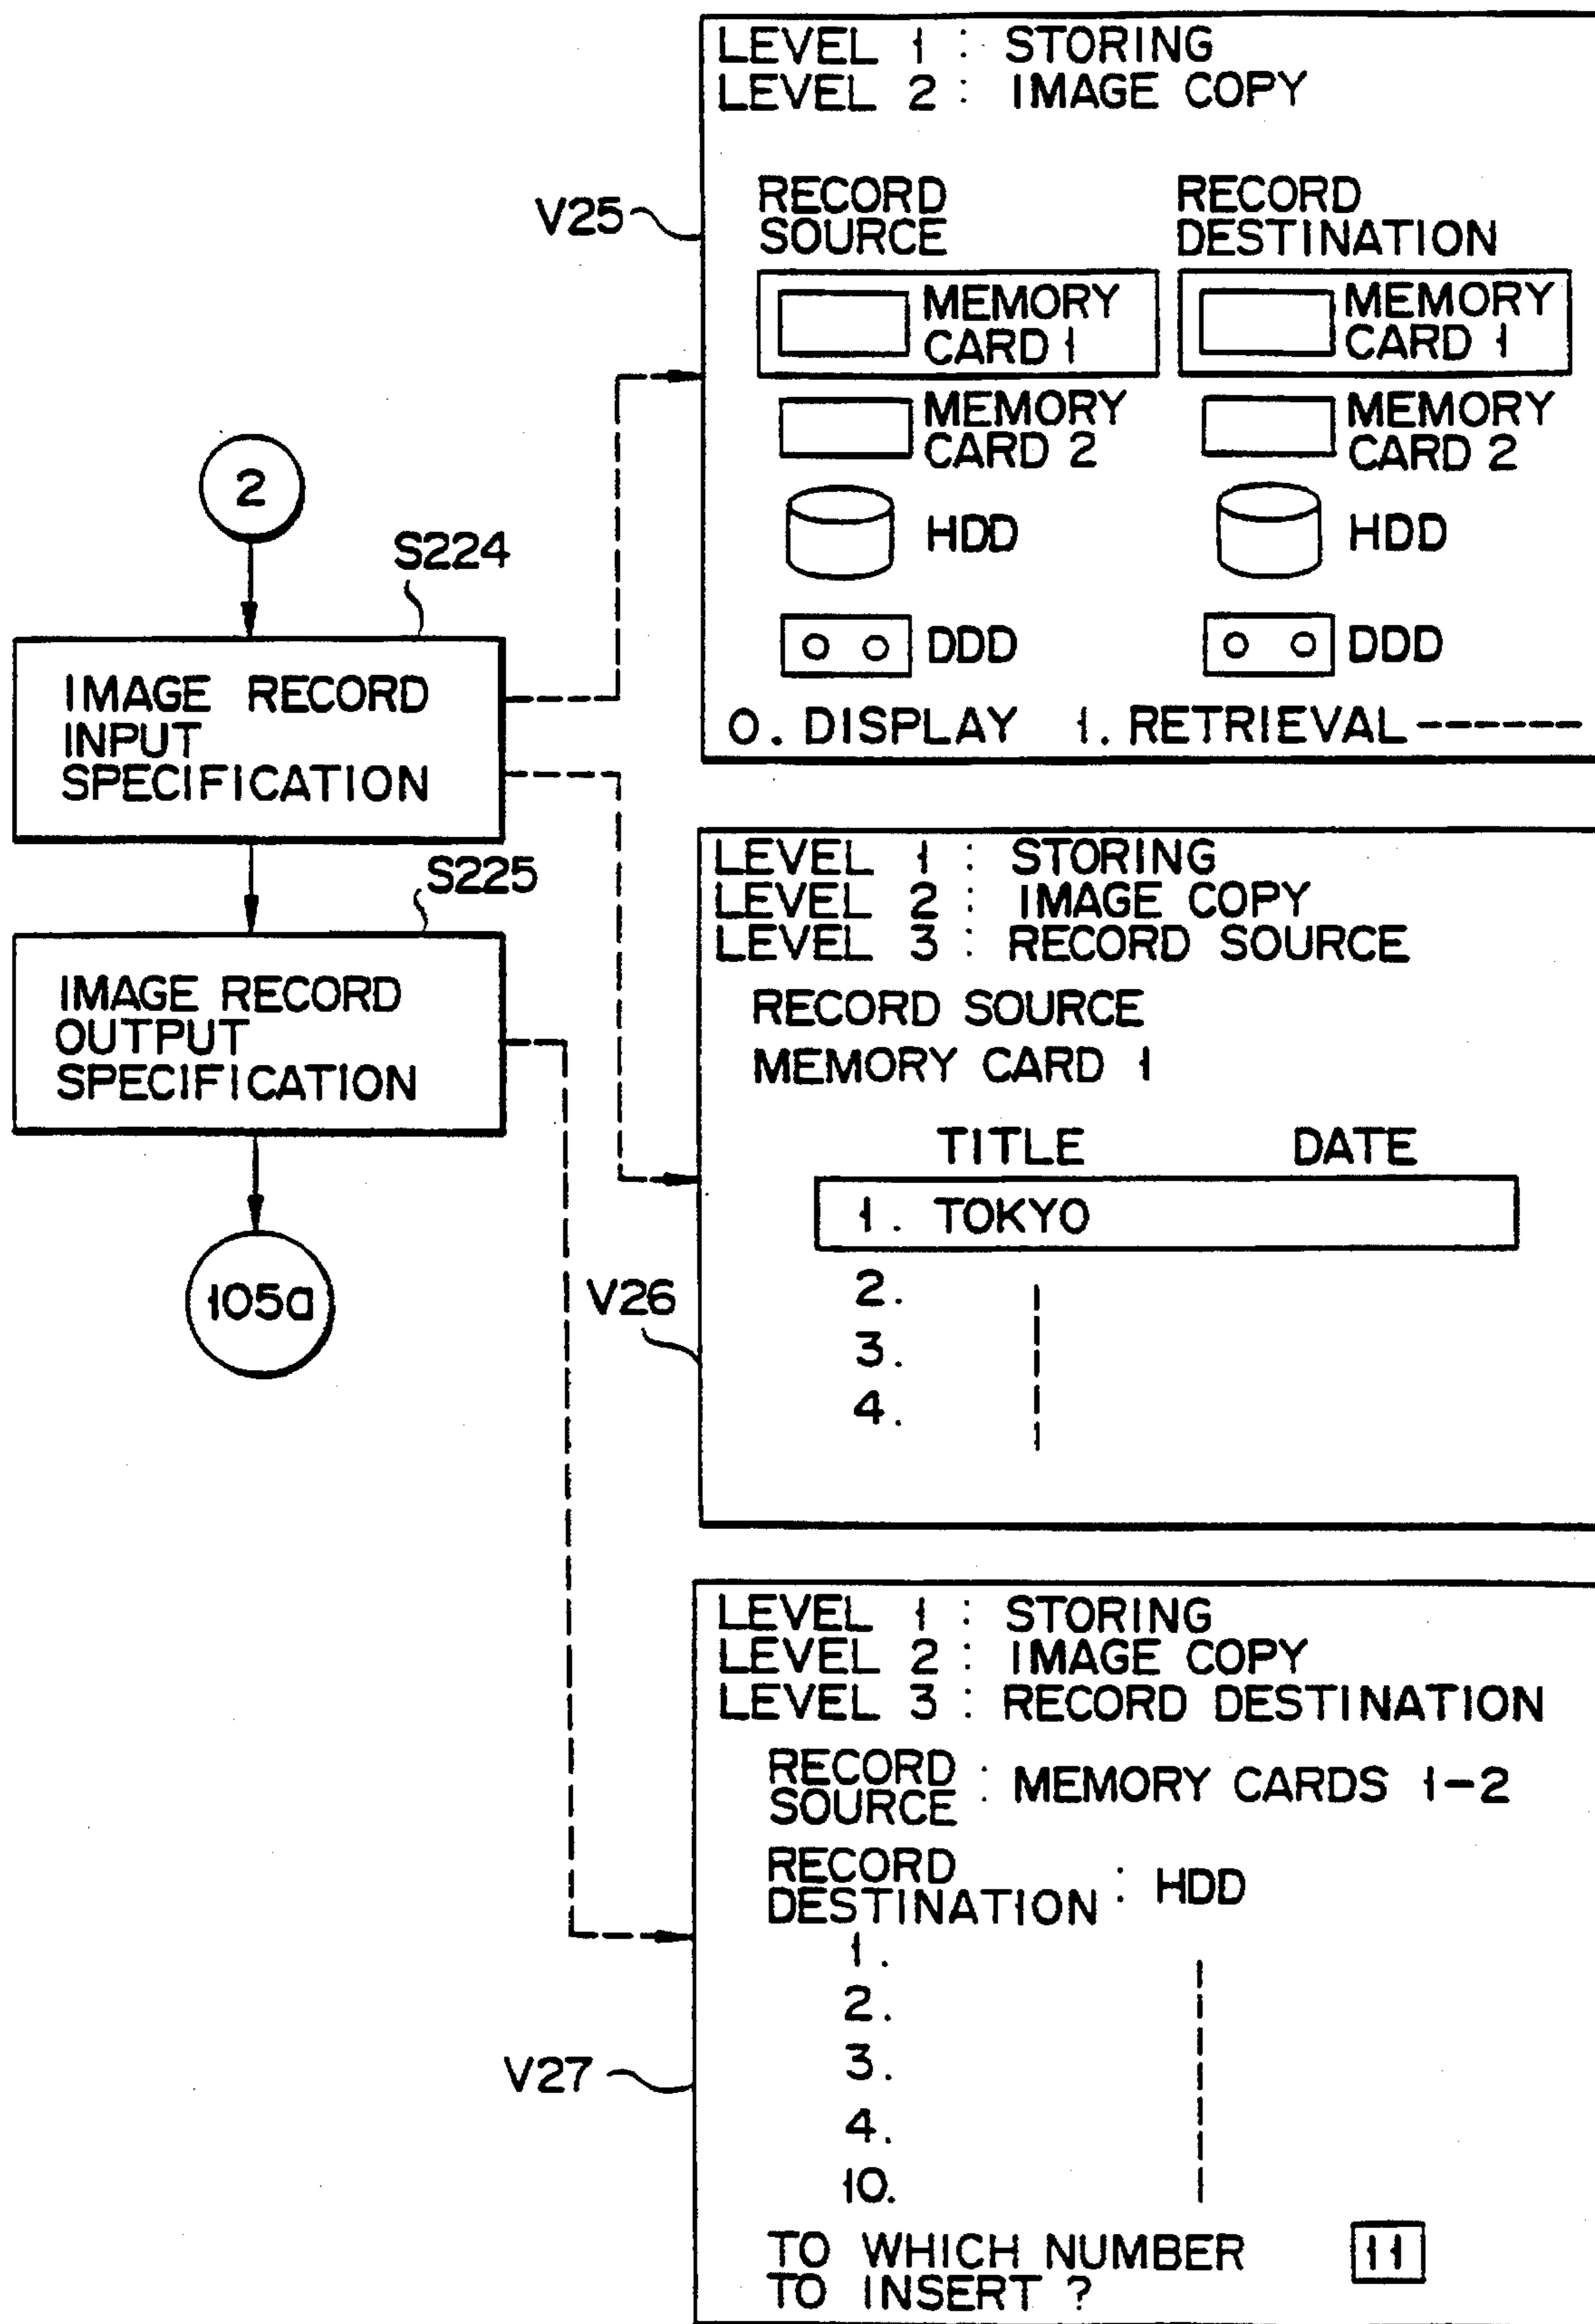 2
S224
IMAGE RECORD
INPUT
SPECIFICATION
S225
IMAGE RECORD
OUTPUT
SPECIFICATION
105a
V25
LEVEL 1 : STORING
LEVEL 2 : IMAGE COPY
RECORD SOURCE
RECORD DESTINATION
MEMORY CARD 1
MEMORY CARD 1
MEMORY CARD 2
MEMORY CARD 2
HDD
HDD
DDD
DDD
0. DISPLAY 1. RETRIEVAL ------
V26
LEVEL 1 : STORING
LEVEL 2 : IMAGE COPY
LEVEL 3 : RECORD SOURCE
RECORD SOURCE
MEMORY CARD 1
TITLE DATE
1. TOKYO
2.
3.
4.
V27
LEVEL 1 : STORING
LEVEL 2 : IMAGE COPY
LEVEL 3 : RECORD DESTINATION
RECORD SOURCE : MEMORY CARDS 1-2
RECORD DESTINATION : HDD
1.
2.
3.
4.
10.
TO WHICH NUMBER 11
TO INSERT ?